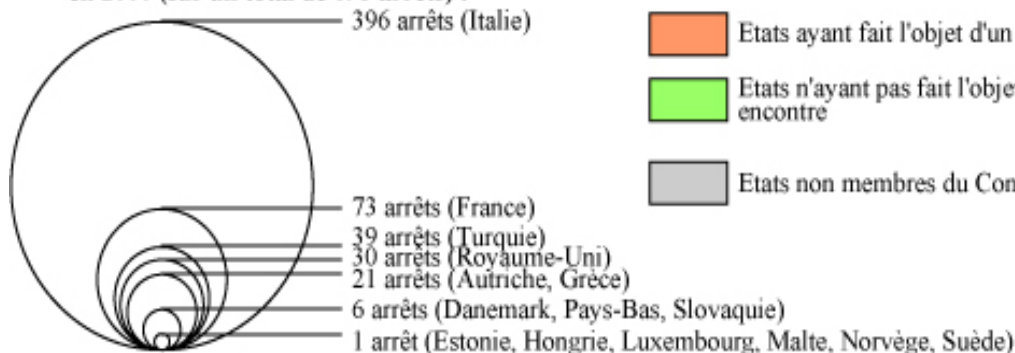 396 arrêts (Italie)
73 arrêts (France)
39 arrêts (Turquie)
30 arrêts (Royaume-Uni)
21 arrêts (Autriche, Grèce)
6 arrêts (Danemark, Pays-Bas, Slovaquie)
1 arrêt (Estonie, Hongrie, Luxembourg, Malte, Norvège, Suède)
Etats ayant fait l'objet d'un
Etats n'ayant pas fait l'obje
encontre
Etats non membres du Con